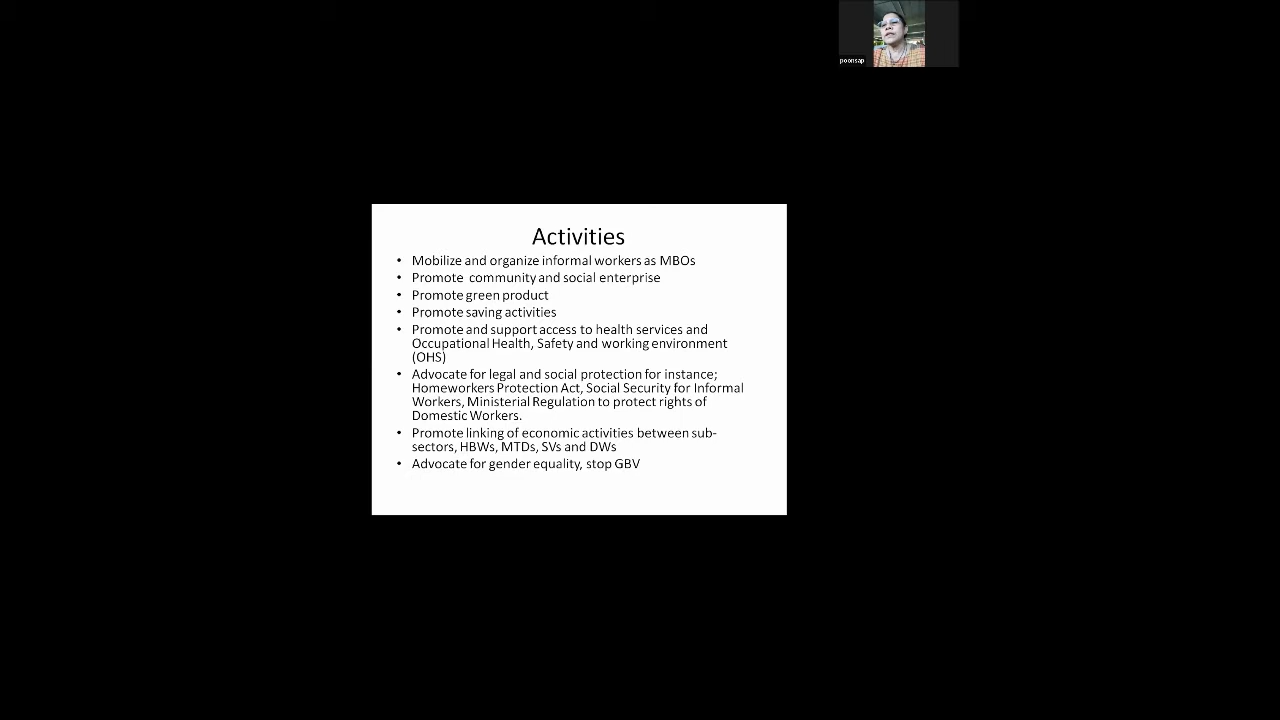 poonsap
Activities
• Mobilize and organize informal workers as MBOs
• Promote community and social enterprise
• Promote green product
• Promote saving activities
• Promote and support access to health services and
Occupational Health, Safety and working environment
(OHS)
• Advocate for legal and social protection for instance;
Homeworkers Protection Act, Social Security for Informal
Workers, Ministerial Regulation to protect rights of
Domestic Workers.
• Promote linking of economic activities between sub-
sectors, HBWs, MTDs, SVs and DWs
• Advocate for gender equality, stop GBV